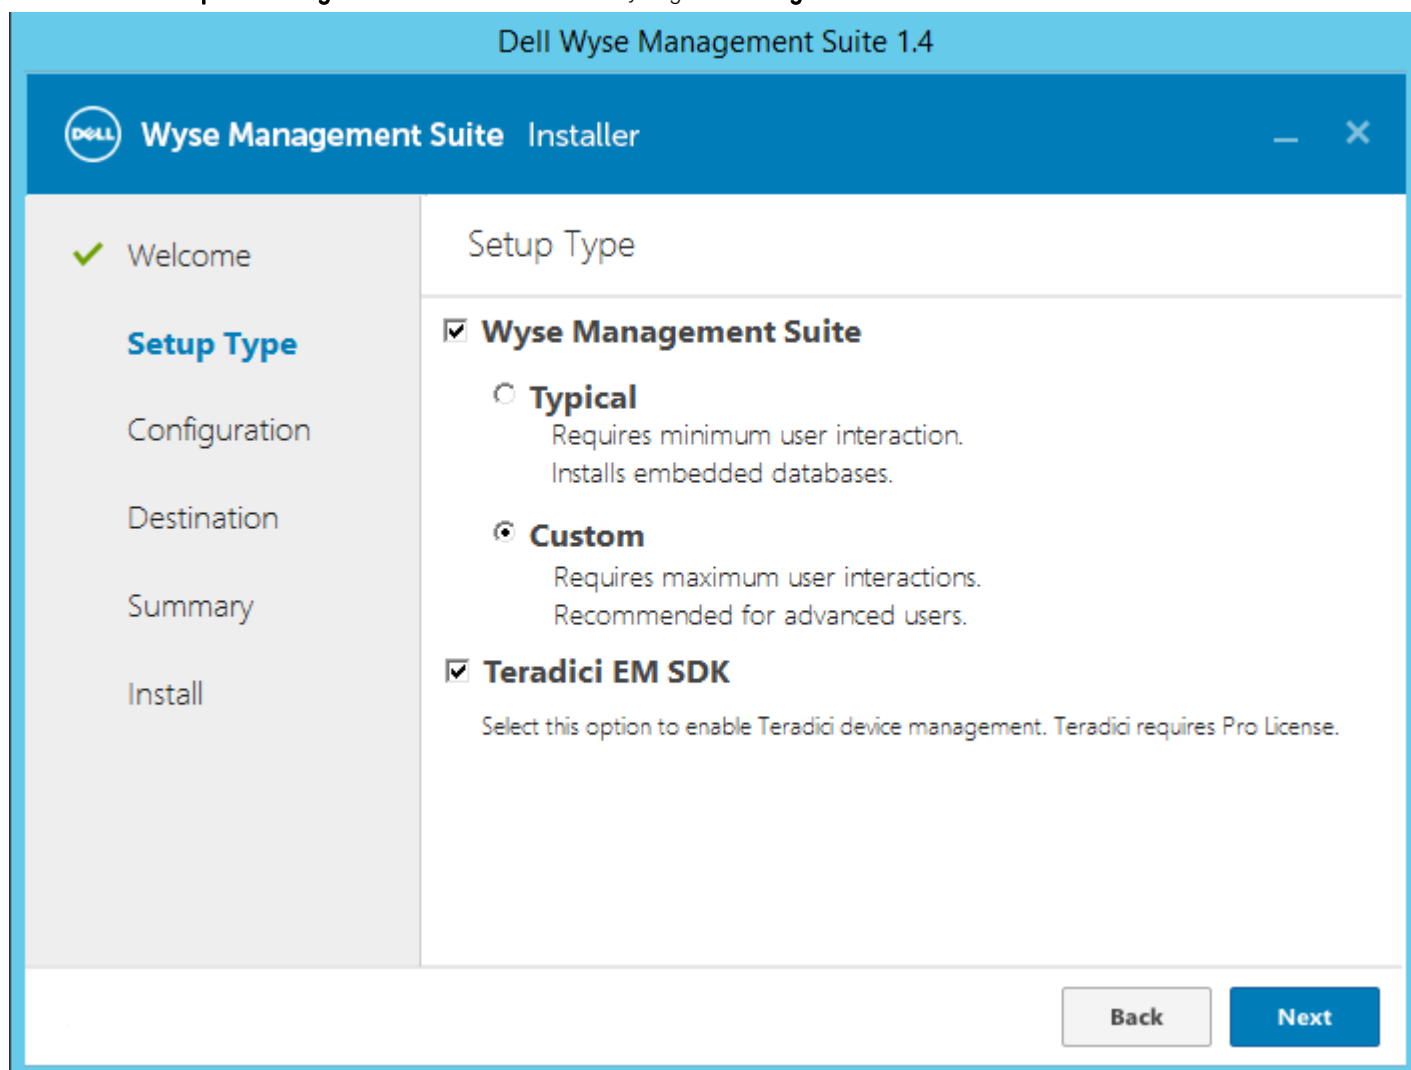 Dell Wyse Management Suite 1.4
DELL Wyse Management Suite Installer
Welcome
Setup Type
Configuration
Destination
Summary
Install
Setup Type
Wyse Management Suite
Typical
Requires minimum user interaction.
Installs embedded databases.
Custom
Requires maximum user interactions.
Recommended for advanced users.
Teradici EM SDK
Select this option to enable Teradici device management. Teradici requires Pro License.
Back
Next